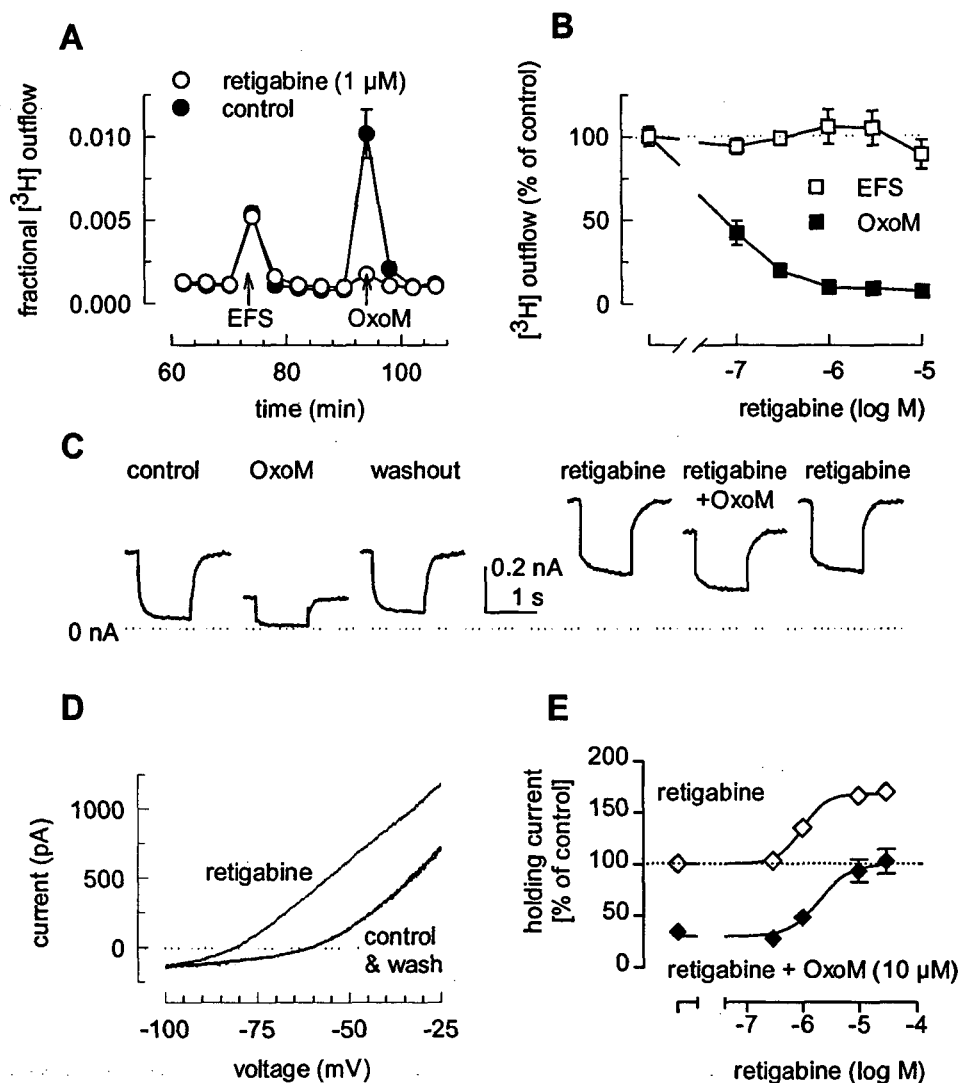 A
retigabine (1 µM)
control
fractional [³H] outflow
0.010
0.005
0.000
EFS
OxoM
60
80
100
time (min)
B
[³H] outflow (% of control)
100
50
0
EFS
OxoM
-7
-6
-5
retigabine (log M)
C
control
OxoM
washout
retigabine
retigabine
+OxoM
retigabine
0.2 nA
1 s
0 nA
D
current (pA)
1000
500
0
retigabine
control
& wash
-100
-75
-50
-25
voltage (mV)
E
holding current
[% of control]
200
150
100
50
0
retigabine
retigabine + OxoM (10 µM)
-7
-6
-5
-4
retigabine (log M)